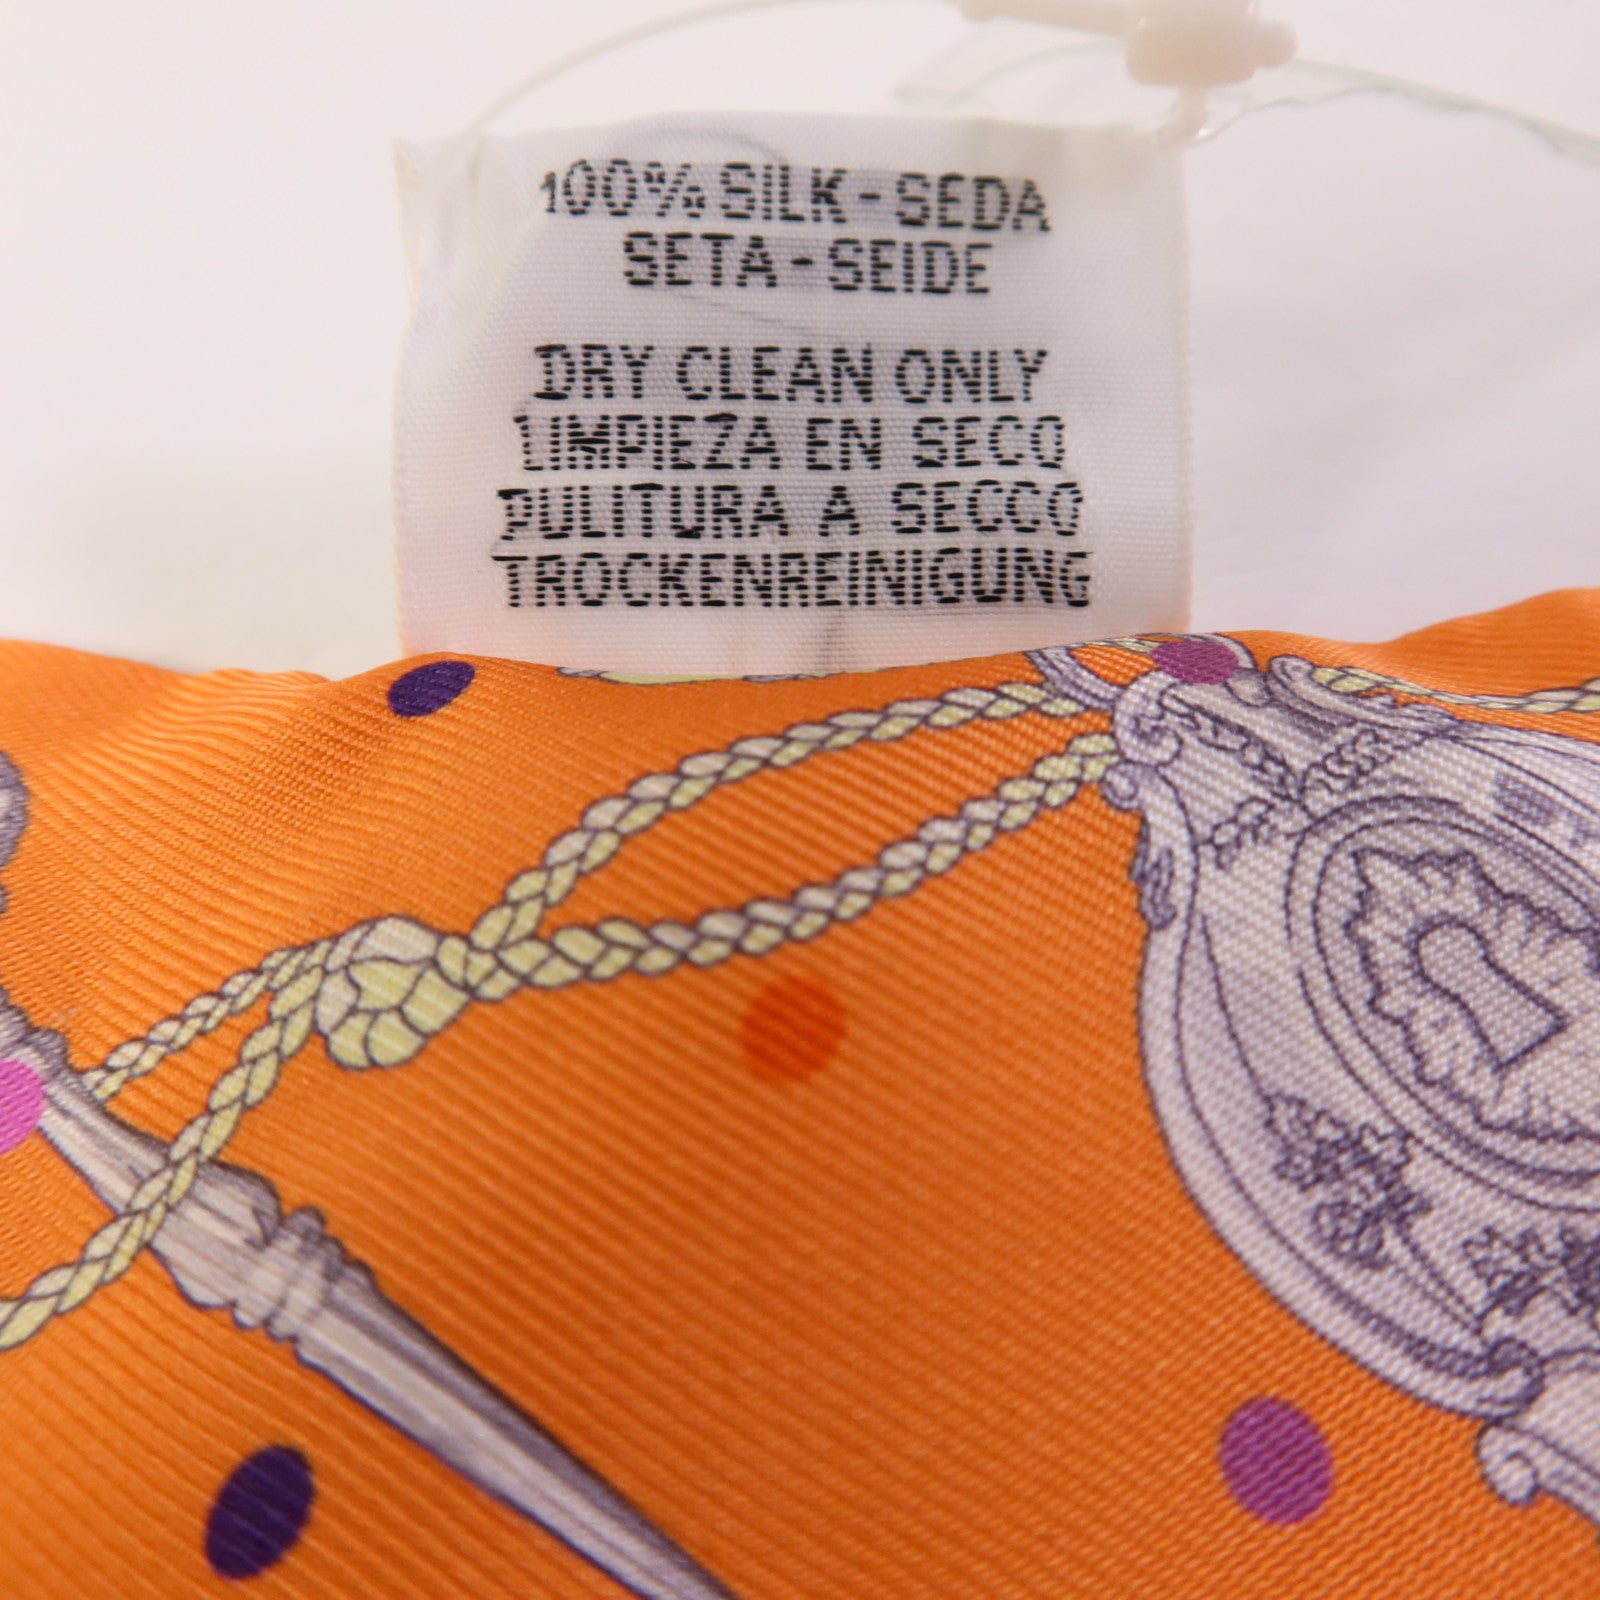 100% SILK - SEDA
SETA - SEIDE
DRY CLEAN ONLY
LIMPIEZA EN SECO
PULITURA A SECCO
TROCKENREINIGUNG